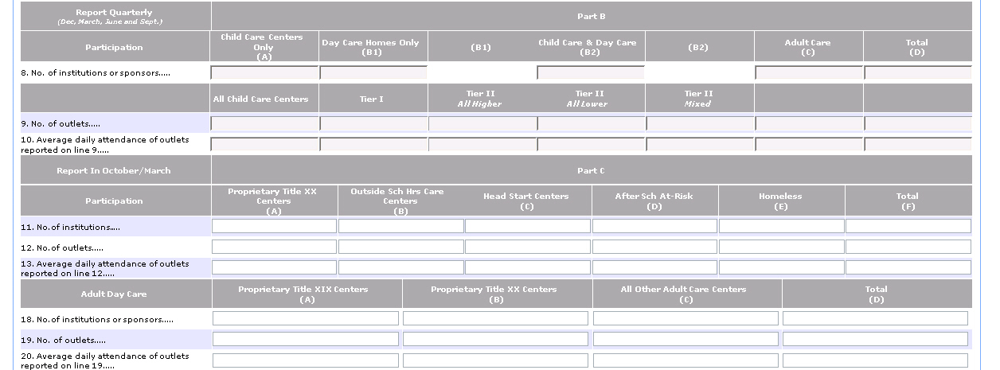 Report Quarterly
(Dec, March, June and Sept.)
Part B
Participation
Child Care Centers Only (A)
Day Care Homes Only (B1)
(B1)
Child Care & Day Care (B2)
(B2)
Adult Care (C)
Total (D)
8. No. of institutions or sponsors.....
All Child Care Centers
Tier I
Tier II All Higher
Tier II All Lower
Tier II Mixed
9. No. of outlets.....
10. Average daily attendance of outlets
reported on line 9.....
Report In October/March
Part C
Participation
Proprietary Title XX Centers (A)
Outside Sch Hrs Care Centers (B)
Head Start Centers (C)
After Sch At-Risk (D)
Homeless (E)
Total (F)
11. No.of institutions.....
12. No.of outlets.....
13. Average daily attendance of outlets
reported on line 12.....
Adult Day Care
Proprietary Title XIX Centers (A)
Proprietary Title XX Centers (B)
All Other Adult Care Centers (C)
Total (D)
18. No.of institutions or sponsors.....
19. No. of outlets.....
20. Average daily attendance of outlets
reported on line 19.....